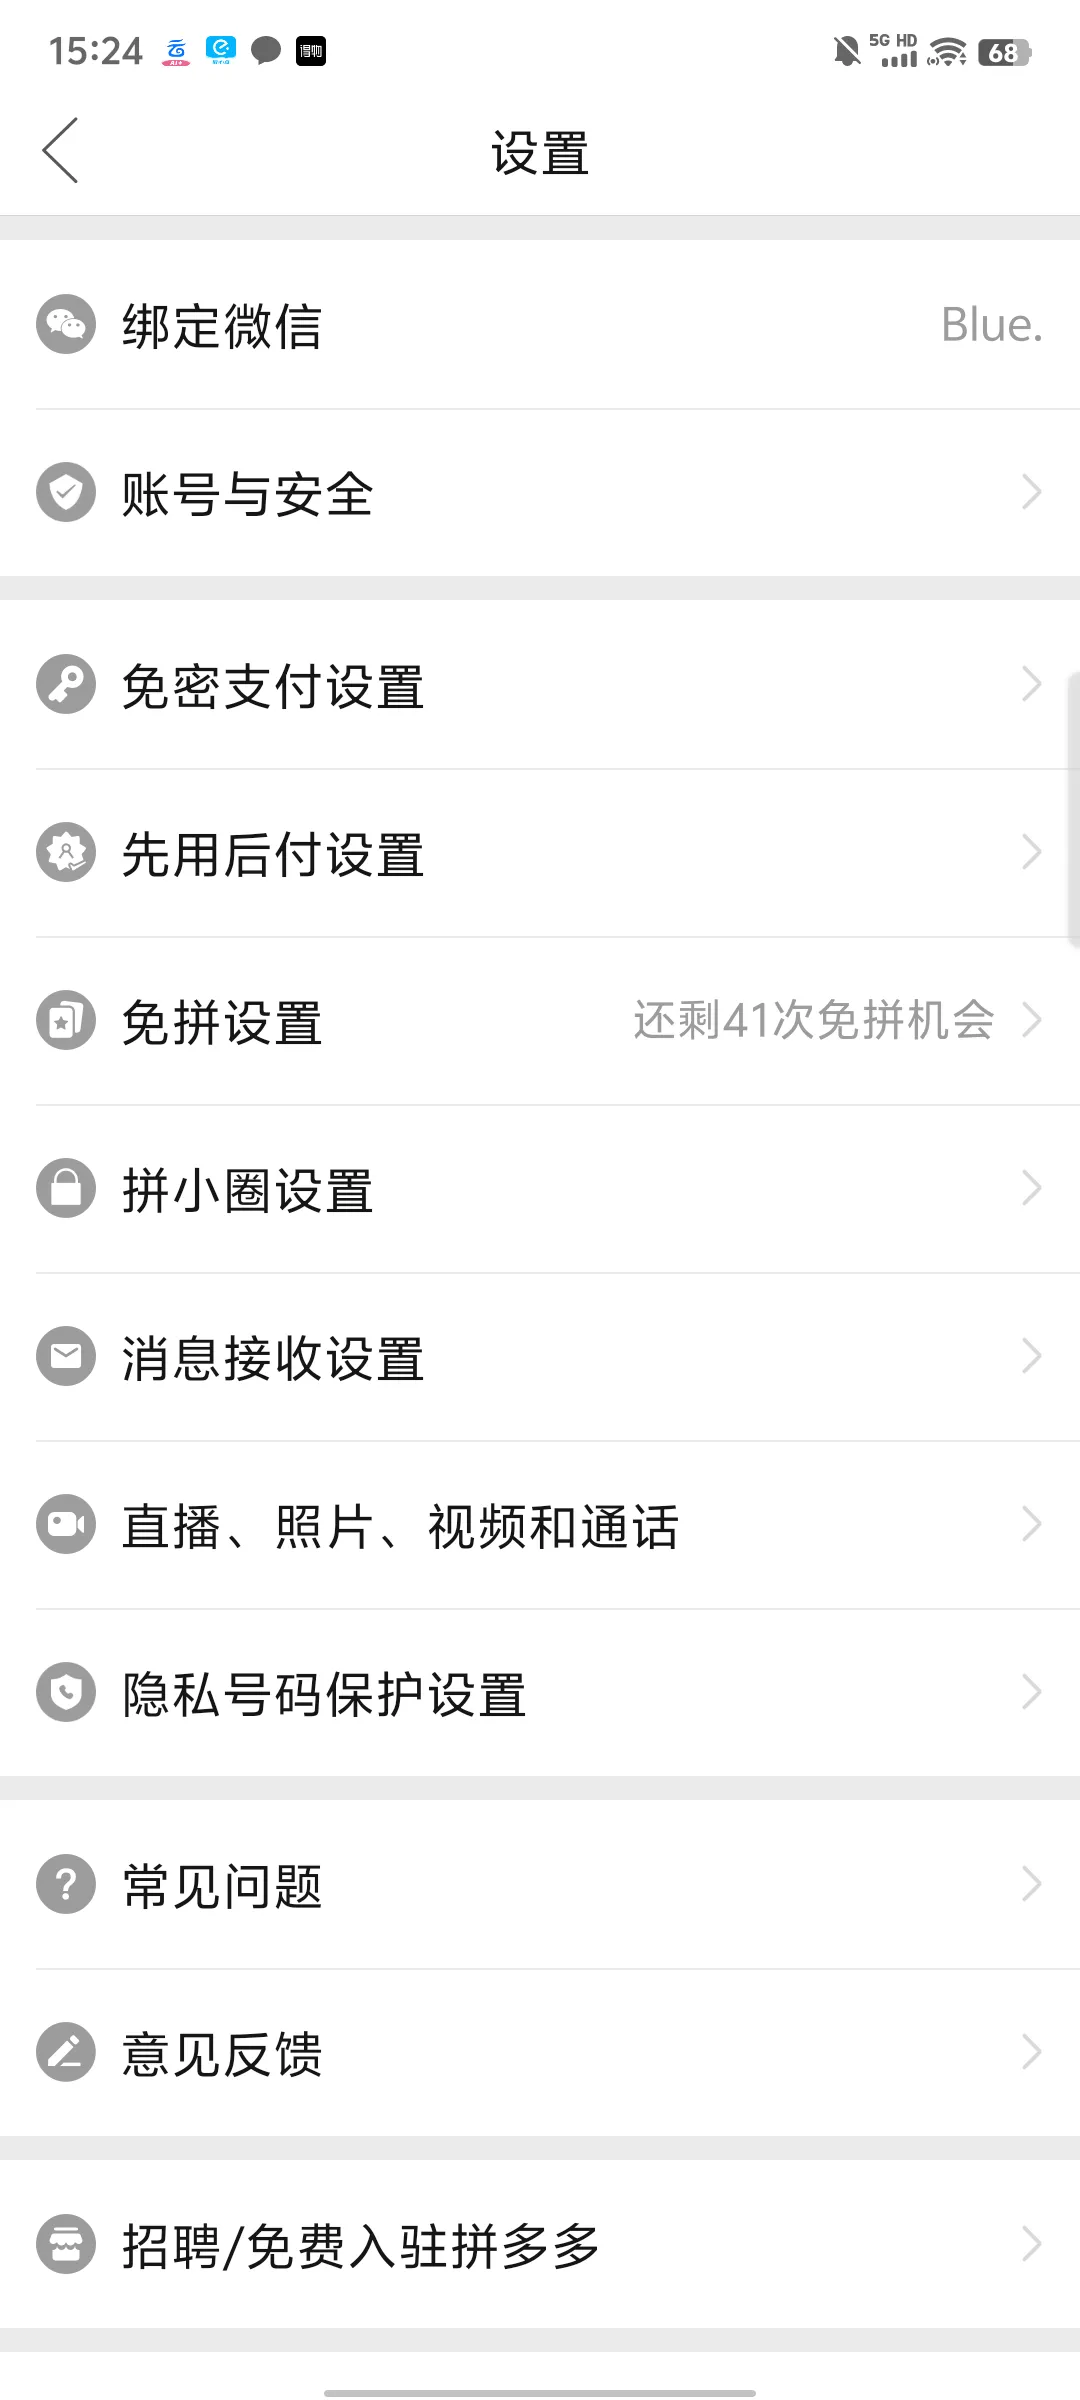 15:24
得物
5G HD
68
设置
绑定微信
Blue.
账号与安全
免密支付设置
先用后付设置
免拼设置
还剩41次免拼机会
拼小圈设置
消息接收设置
直播、照片、视频和通话
隐私号码保护设置
常见问题
意见反馈
招聘/免费入驻拼多多